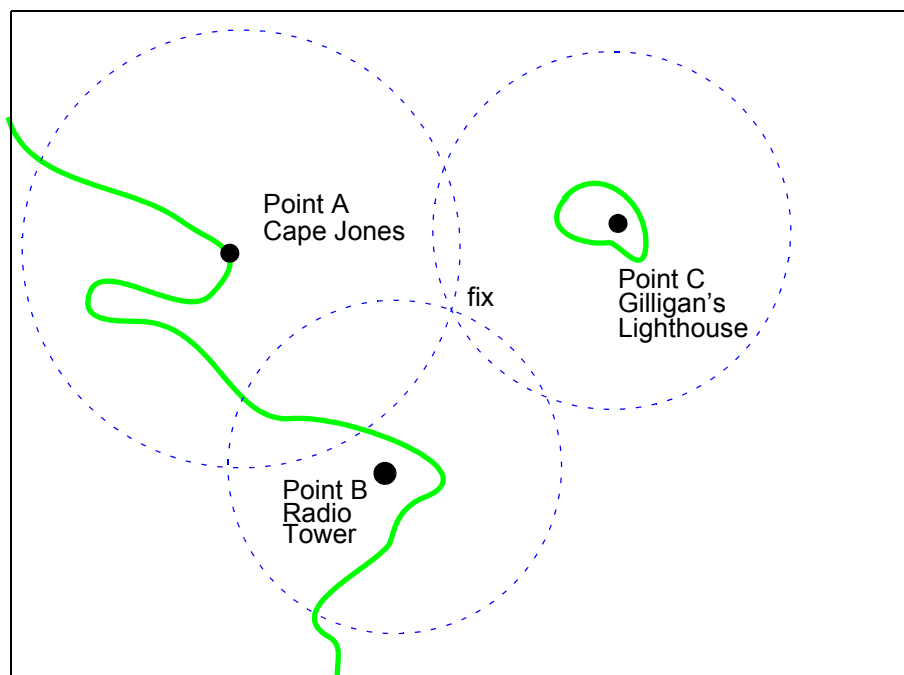 Point A
Cape Jones
fix
Point C
Gilligan’s
Lighthouse
Point B
Radio
Tower